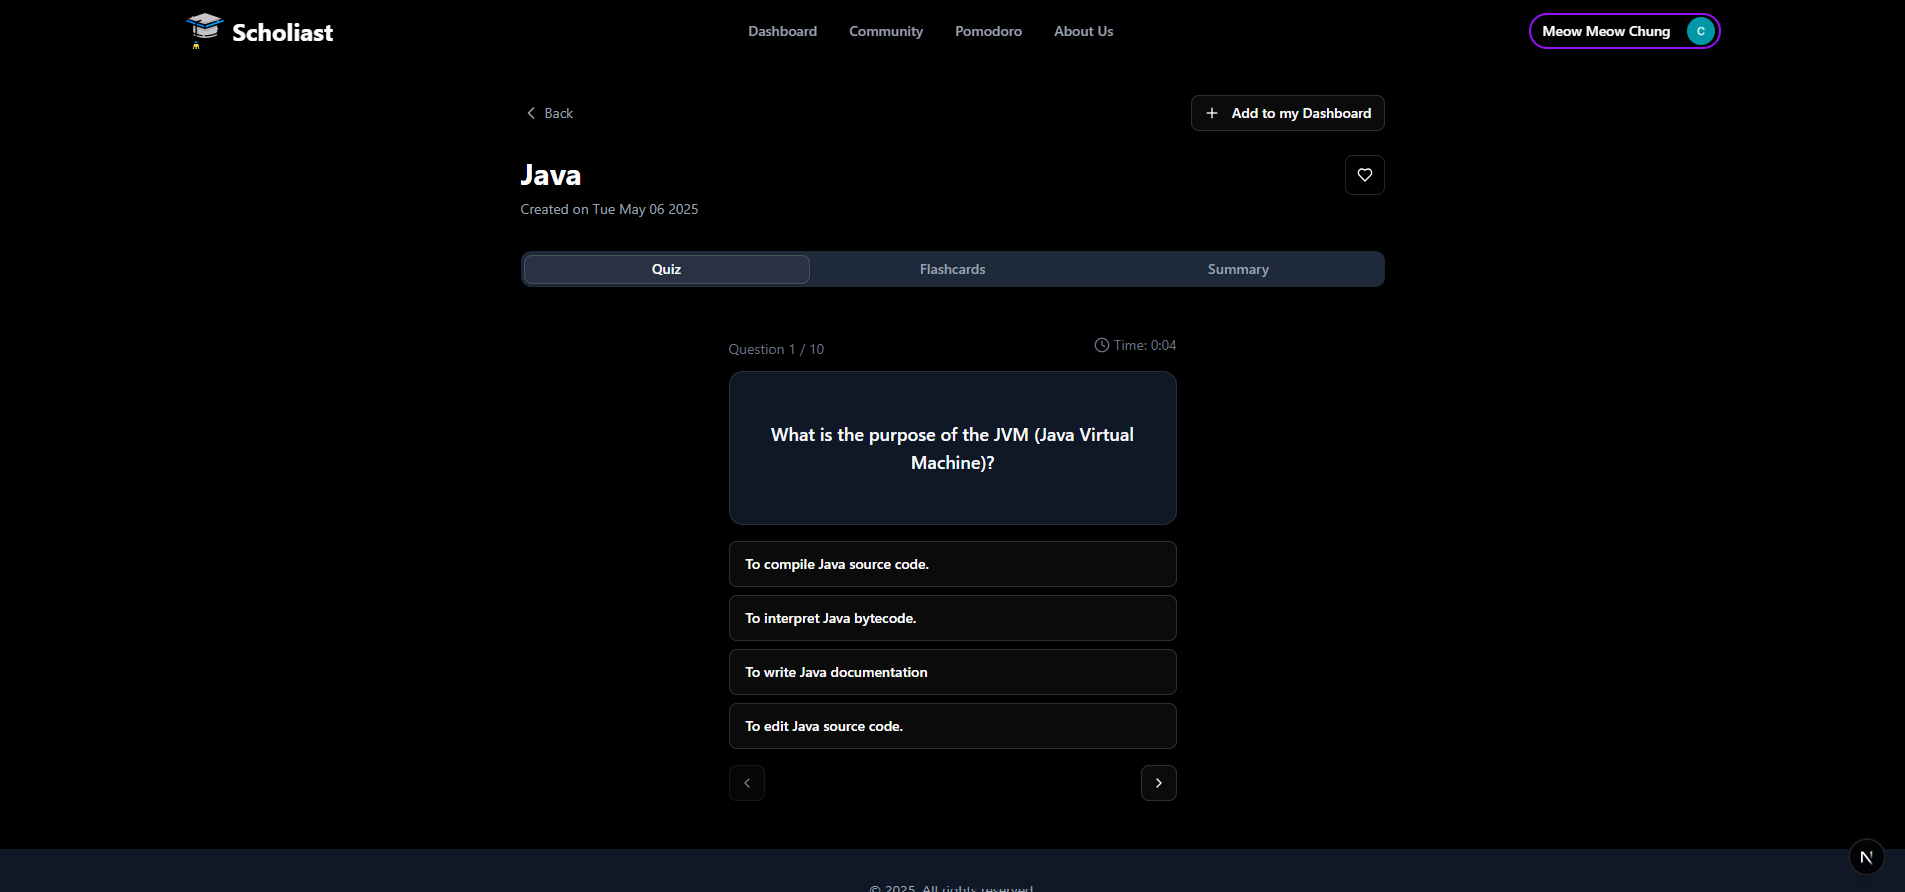 Scholiast
Dashboard
Community
Pomodoro
About Us
Meow Meow Chung
C
Back
Add to my Dashboard
Java
Created on Tue May 06 2025
Quiz
Flashcards
Summary
Question 1 / 10
Time: 0:04
What is the purpose of the JVM (Java Virtual
Machine)?
To compile Java source code.
To interpret Java bytecode.
To write Java documentation
To edit Java source code.
N
© 2025. All rights reserved